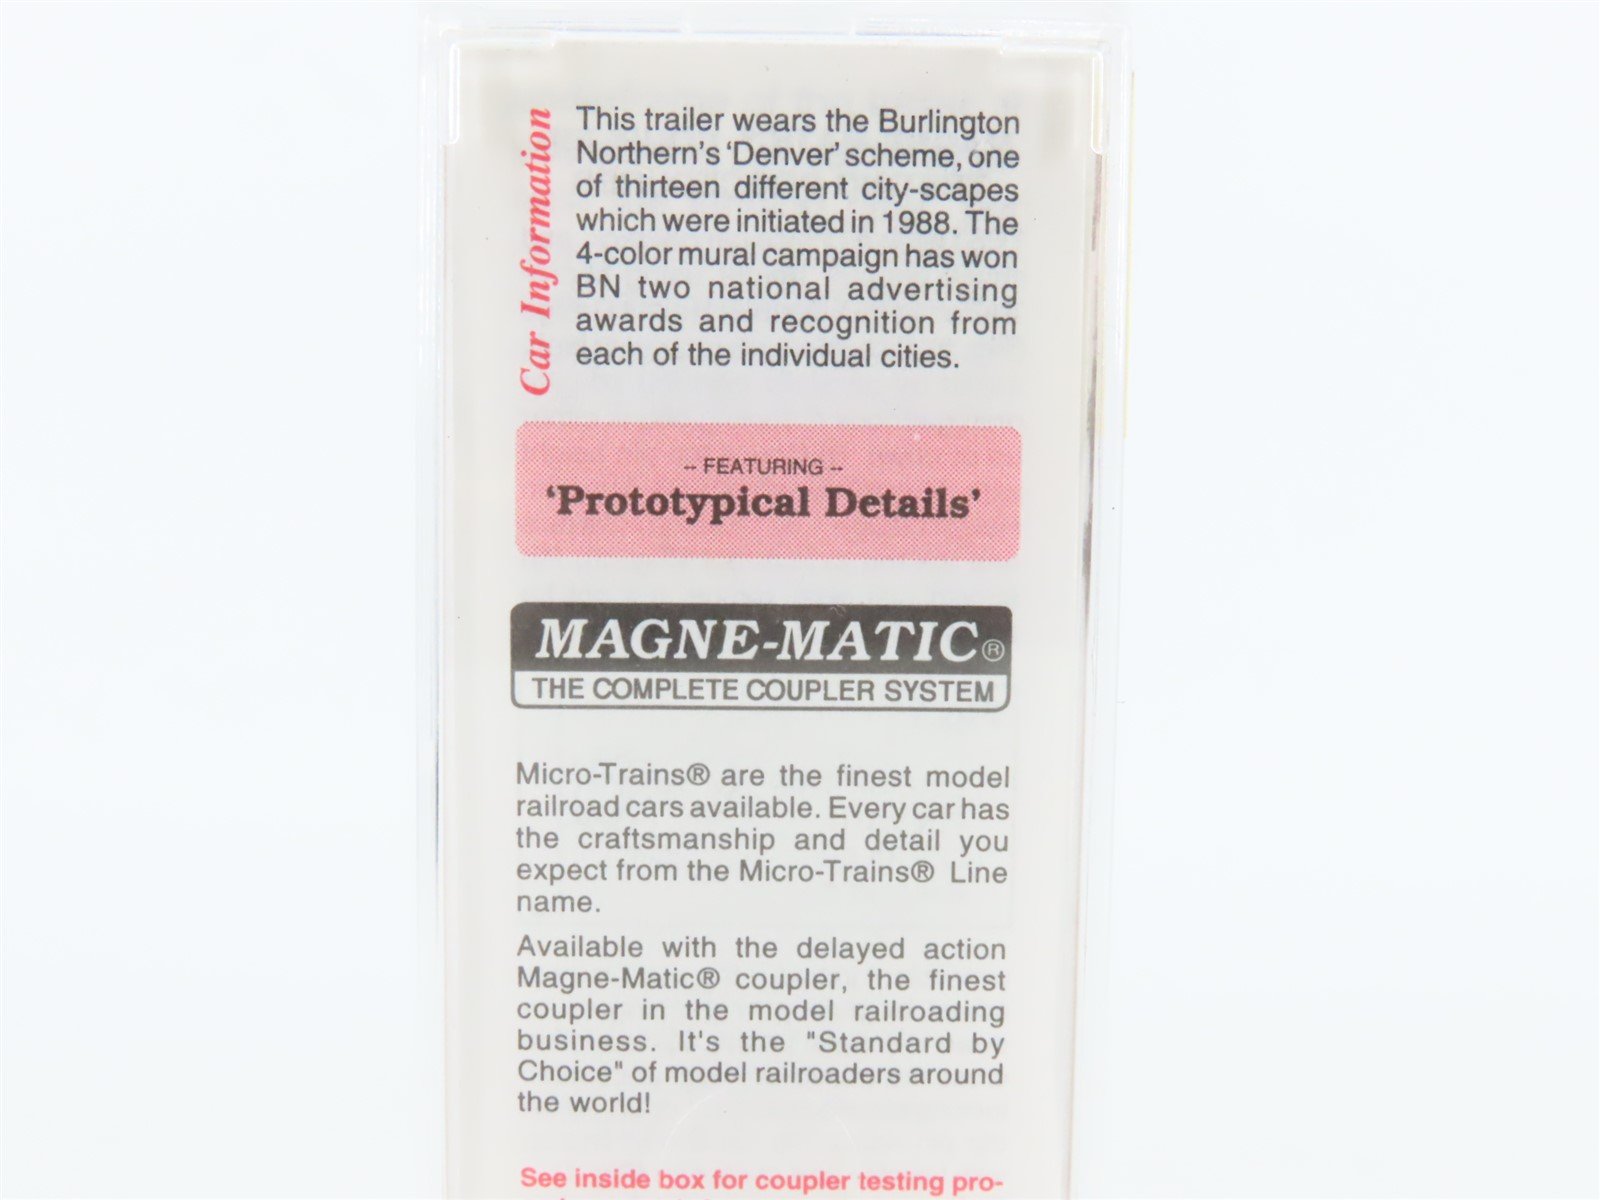 Car Information
This trailer wears the Burlington
Northern's 'Denver' scheme, one
of thirteen different city-scapes
which were initiated in 1988. The
4-color mural campaign has won
BN two national advertising
awards and recognition from
each of the individual cities.
-- FEATURING --
'Prototypical Details'
MAGNE-MATIC®
THE COMPLETE COUPLER SYSTEM
Micro-Trains® are the finest model
railroad cars available. Every car has
the craftsmanship and detail you
expect from the Micro-Trains® Line
name.
Available with the delayed action
Magne-Matic® coupler, the finest
coupler in the model railroading
business. It's the "Standard by
Choice" of model railroaders around
the world!
See inside box for coupler testing pro-